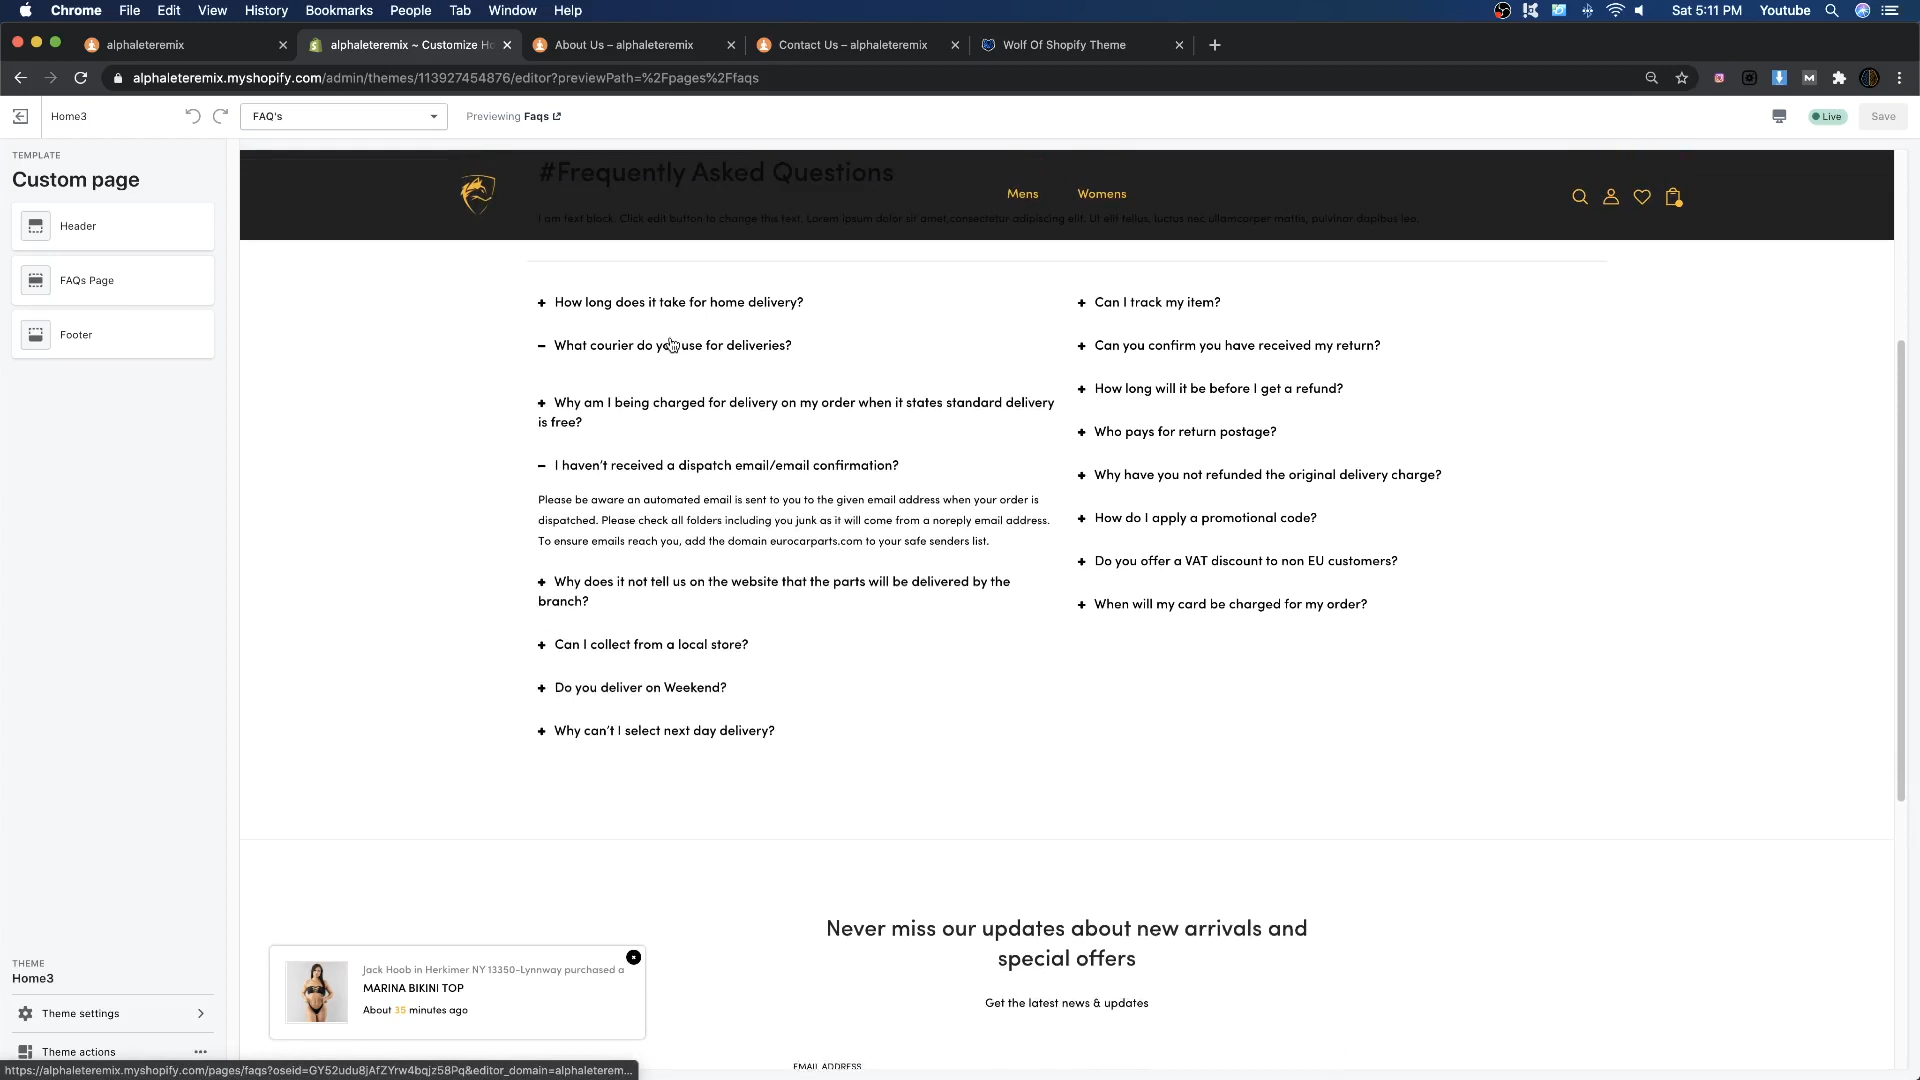 Chrome File Edit View History Bookmarks People Tab Window Help Sat 5:11 PM Youtube
alphaleteremix
alphaleteremix ~ Customize Ho
About Us – alphaleteremix
Contact Us – alphaleteremix
Wolf Of Shopify Theme
alphaleteremix.myshopify.com/admin/themes/113927454876/editor?previewPath=%2Fpages%2Ffaqs
Home3
FAQ's
Previewing Faqs
Live
Save
TEMPLATE
Custom page
Header
FAQs Page
Footer
#Frequently Asked Questions
Mens
Womens
I am text block. Click edit button to change this text. Lorem ipsum dolor sit amet,consectetur adipiscing elit. Ut elit tellus, luctus nec ullamcorper mattis, pulvinar dapibus leo.
+ How long does it take for home delivery?
– What courier do you use for deliveries?
+ Why am I being charged for delivery on my order when it states standard delivery
is free?
– I haven't received a dispatch email/email confirmation?
Please be aware an automated email is sent to you to the given email address when your order is
dispatched. Please check all folders including you junk as it will come from a noreply email address.
To ensure emails reach you, add the domain eurocarparts.com to your safe senders list.
+ Why does it not tell us on the website that the parts will be delivered by the
branch?
+ Can I collect from a local store?
+ Do you deliver on Weekend?
+ Why can't I select next day delivery?
+ Can I track my item?
+ Can you confirm you have received my return?
+ How long will it be before I get a refund?
+ Who pays for return postage?
+ Why have you not refunded the original delivery charge?
+ How do I apply a promotional code?
+ Do you offer a VAT discount to non EU customers?
+ When will my card be charged for my order?
Never miss our updates about new arrivals and
special offers
Get the latest news & updates
EMAIL ADDRESS
Jack Hoob in Herkimer NY 13350-Lynnway purchased a
MARINA BIKINI TOP
About 35 minutes ago
THEME
Home3
Theme settings
Theme actions
https://alphaleteremix.myshopify.com/pages/faqs?oseid=GY52udu8jAfZYrw4bqjz58Pq&editor_domain=alphaleterem...